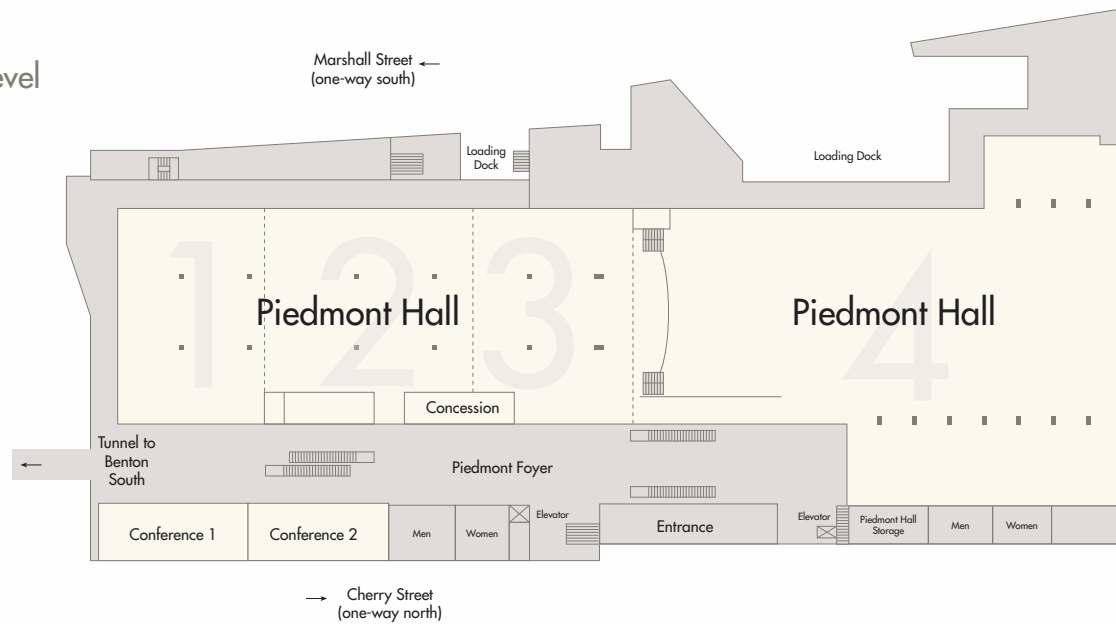 evel
Marshall Street
(one-way south)
Loading
Dock
Loading Dock
1
2
3
4
Piedmont Hall
Piedmont Hall
Concession
Tunnel to
Benton
South
Piedmont Foyer
Conference 1
Conference 2
Men
Women
Elevator
Entrance
Elevator
Piedmont Hall
Storage
Men
Women
Cherry Street
(one-way north)